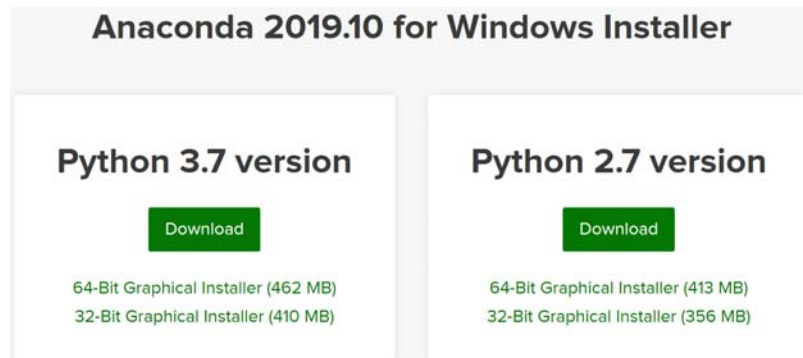 Anaconda 2019.10 for Windows Installer
Python 3.7 version
Download
64-Bit Graphical Installer (462 MB)
32-Bit Graphical Installer (410 MB)
Python 2.7 version
Download
64-Bit Graphical Installer (413 MB)
32-Bit Graphical Installer (356 MB)